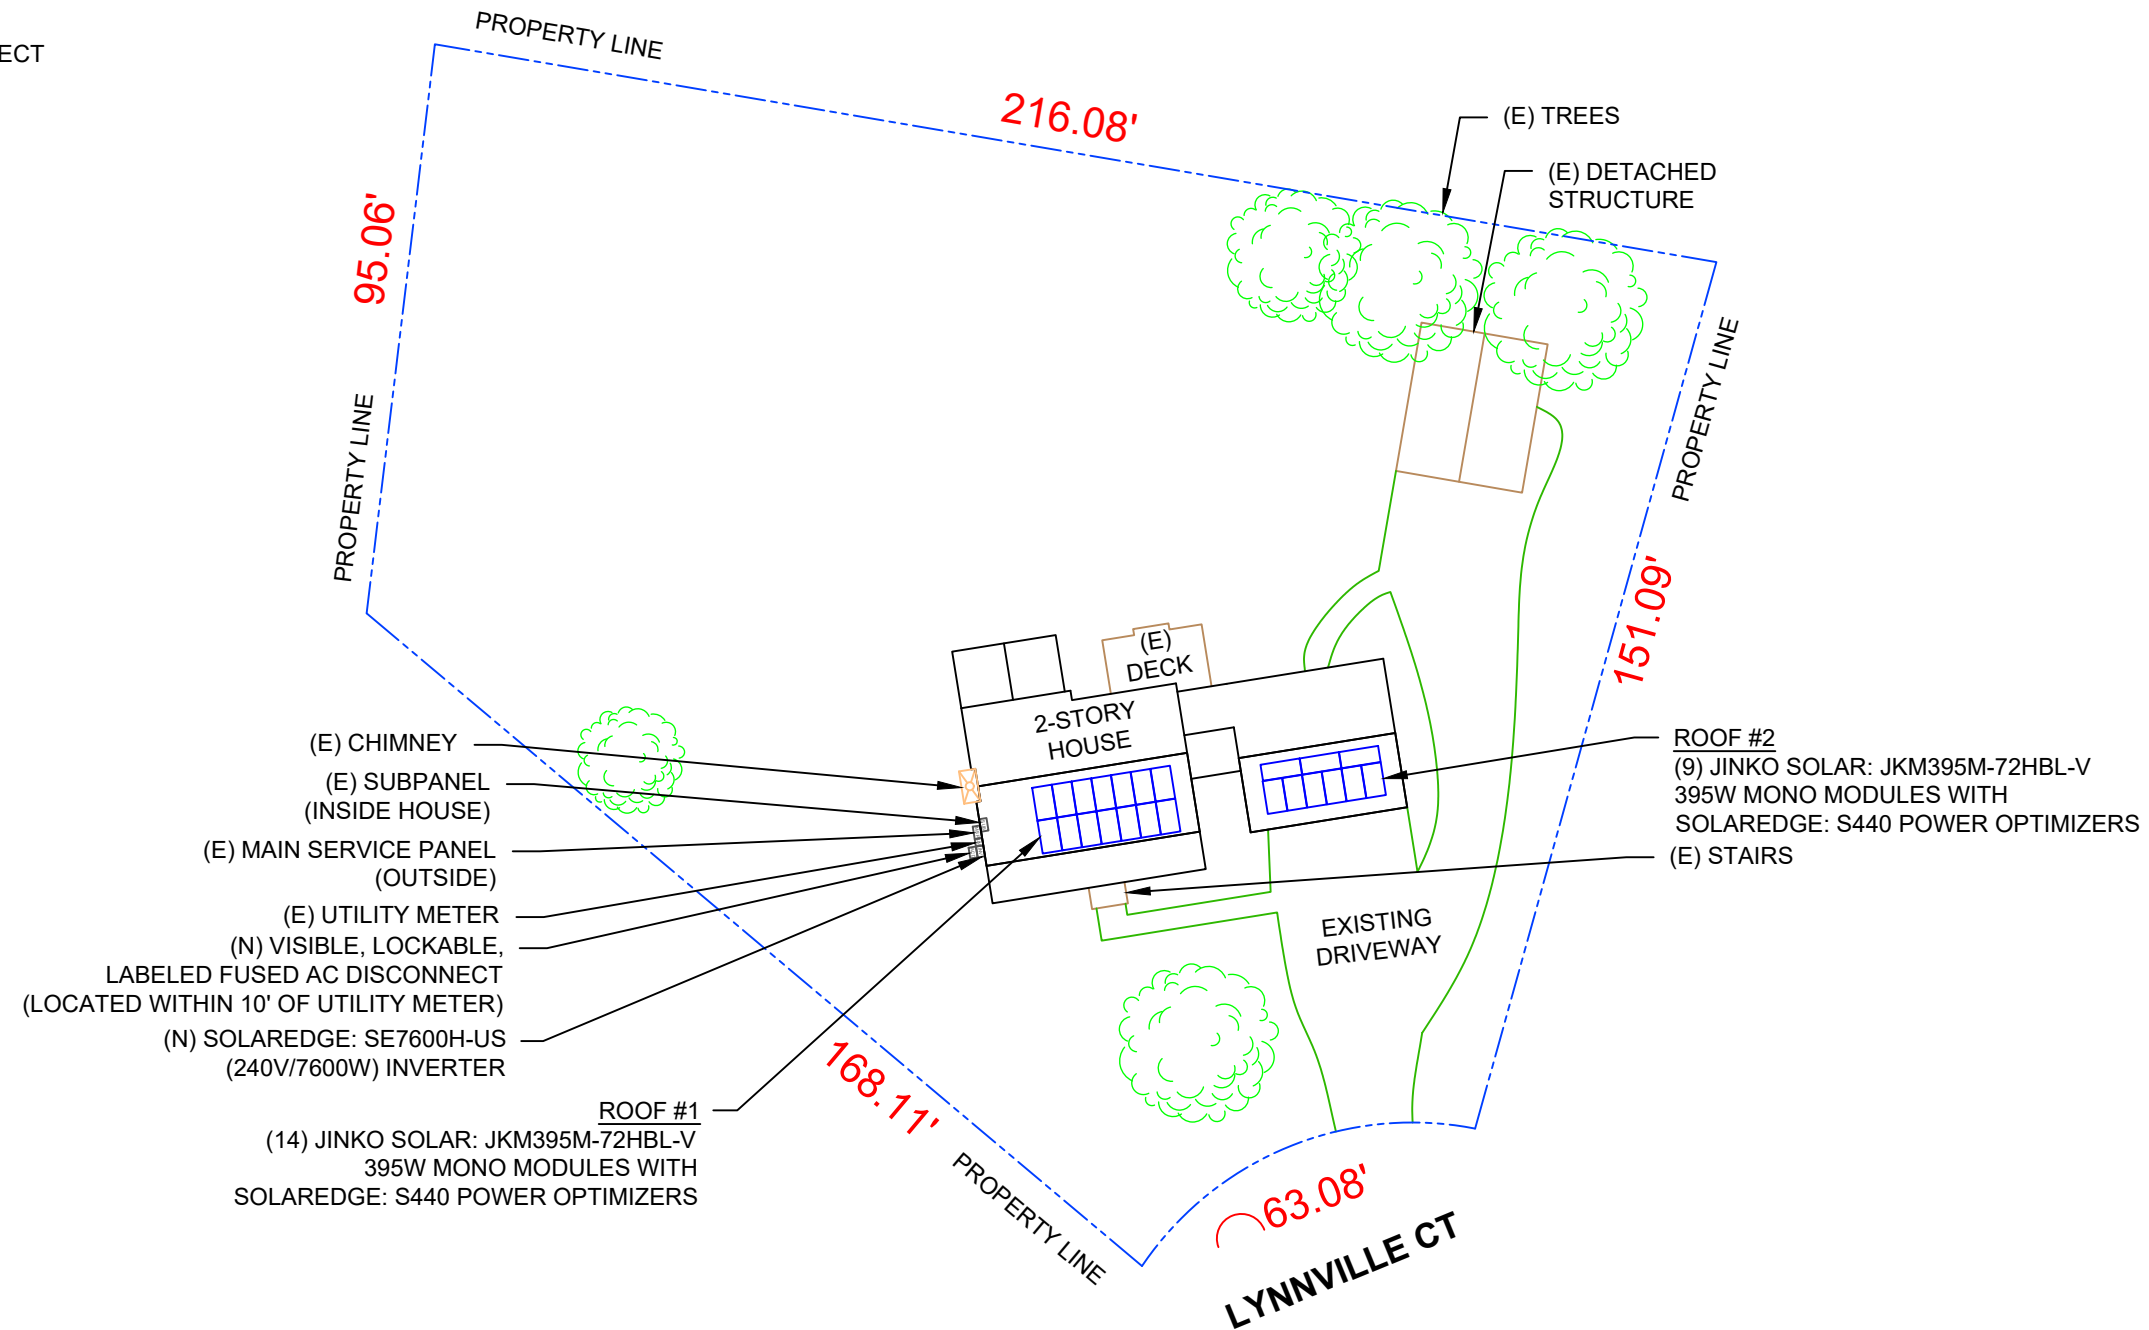 PROPERTY LINE
ECT
216.08'
(E) TREES
(E) DETACHED
STRUCTURE
95.06'
PROPERTY LINE
PROPERTY LINE
151.09'
(E)
DECK
2-STORY
HOUSE
(E) CHIMNEY
(E) SUBPANEL
(INSIDE HOUSE)
(E) MAIN SERVICE PANEL
(OUTSIDE)
(E) UTILITY METER
(N) VISIBLE, LOCKABLE,
LABELED FUSED AC DISCONNECT
(LOCATED WITHIN 10' OF UTILITY METER)
(N) SOLAREDGE: SE7600H-US
(240V/7600W) INVERTER
ROOF #1
(14) JINKO SOLAR: JKM395M-72HBL-V
395W MONO MODULES WITH
SOLAREDGE: S440 POWER OPTIMIZERS
ROOF #2
(9) JINKO SOLAR: JKM395M-72HBL-V
395W MONO MODULES WITH
SOLAREDGE: S440 POWER OPTIMIZERS
(E) STAIRS
EXISTING
DRIVEWAY
168.11'
PROPERTY LINE
63.08'
LYNNVILLE CT